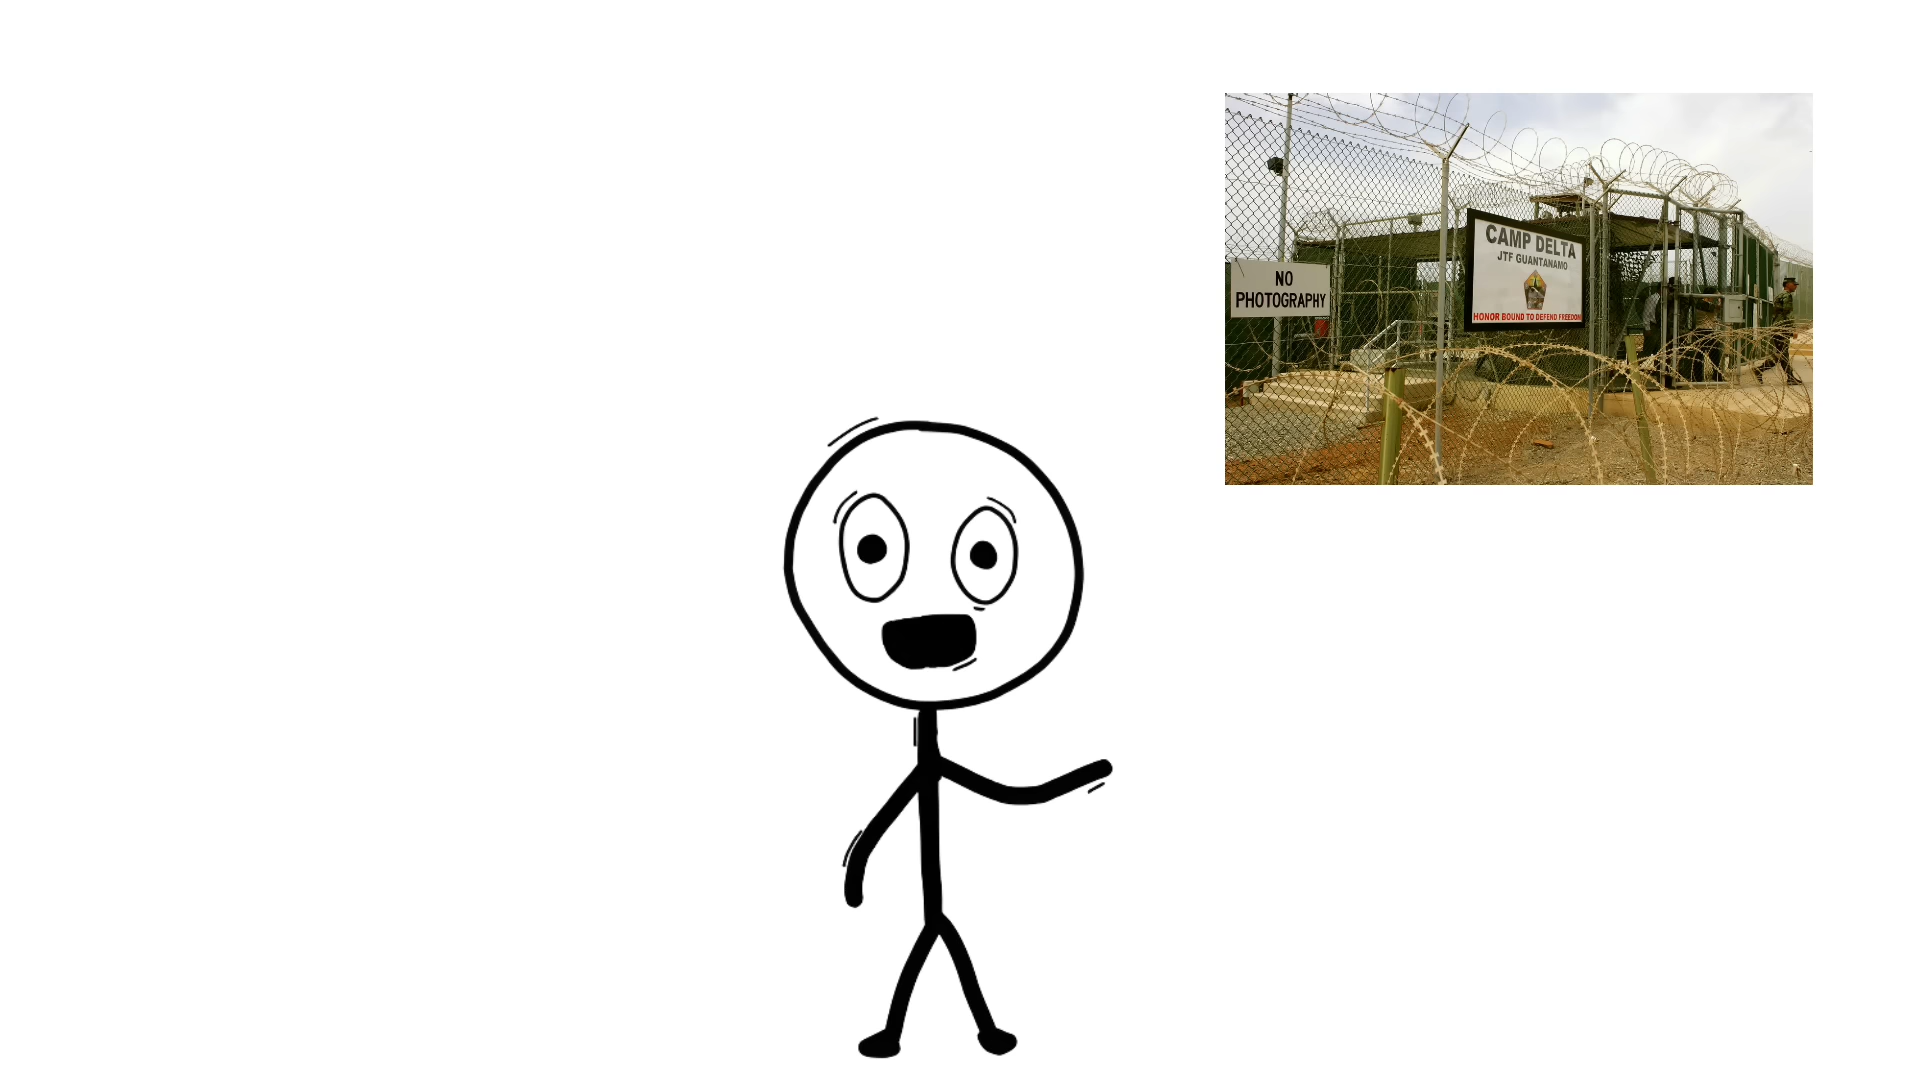 NO
PHOTOGRAPHY
CAMP DELTA
JTF GUANTANAMO
HONOR BOUND TO DEFEND FREEDOM